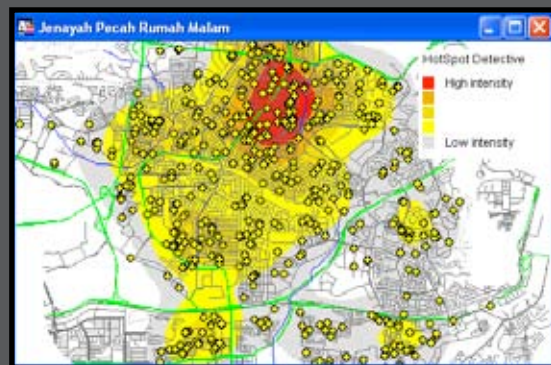 Jenayah Pecah Rumah Malam
HotSpot Detective
High intensity
Low intensity